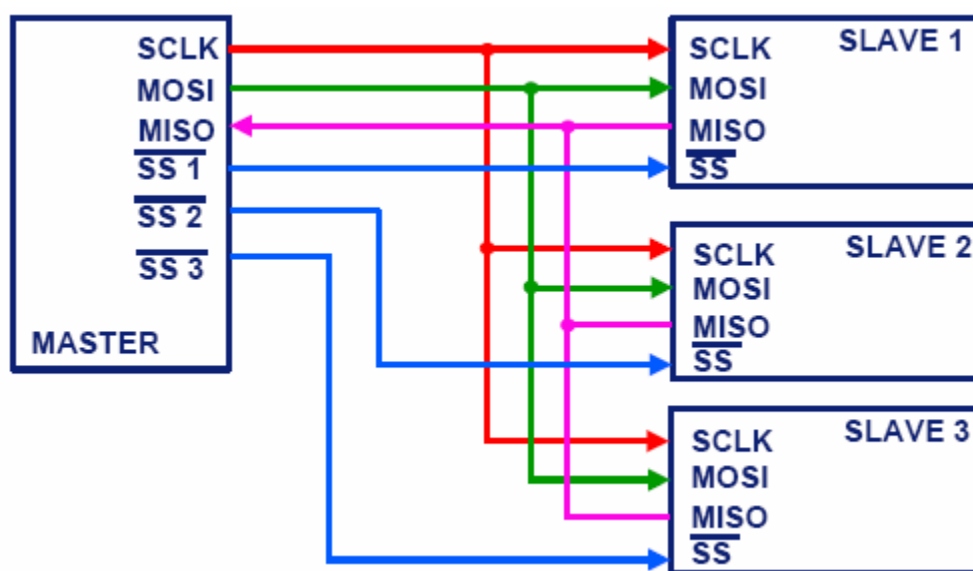 SCLK
MOSI
MISO
SS 1
SS 2
SS 3
MASTER
SLAVE 1
SCLK
MOSI
MISO
SS
SLAVE 2
SCLK
MOSI
MISO
SS
SLAVE 3
SCLK
MOSI
MISO
SS